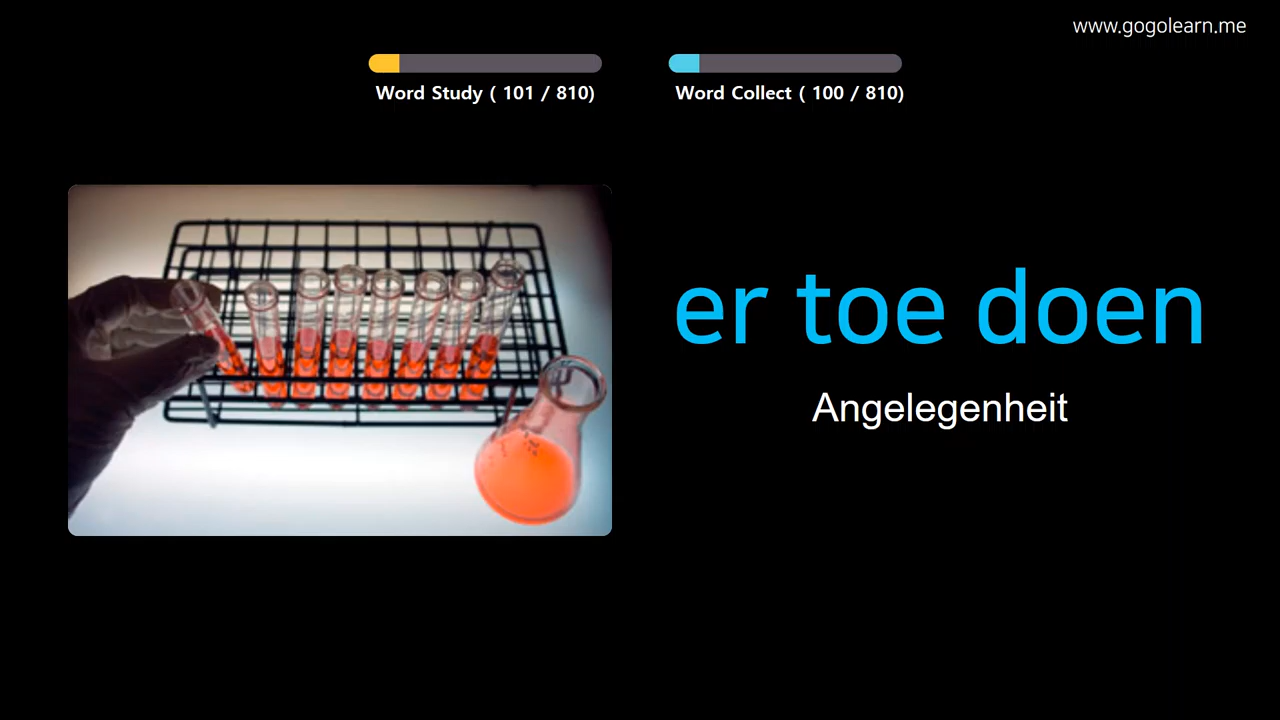 www.gogolearn.me
Word Study ( 101 / 810)
Word Collect ( 100 / 810)
er toe doen
Angelegenheit